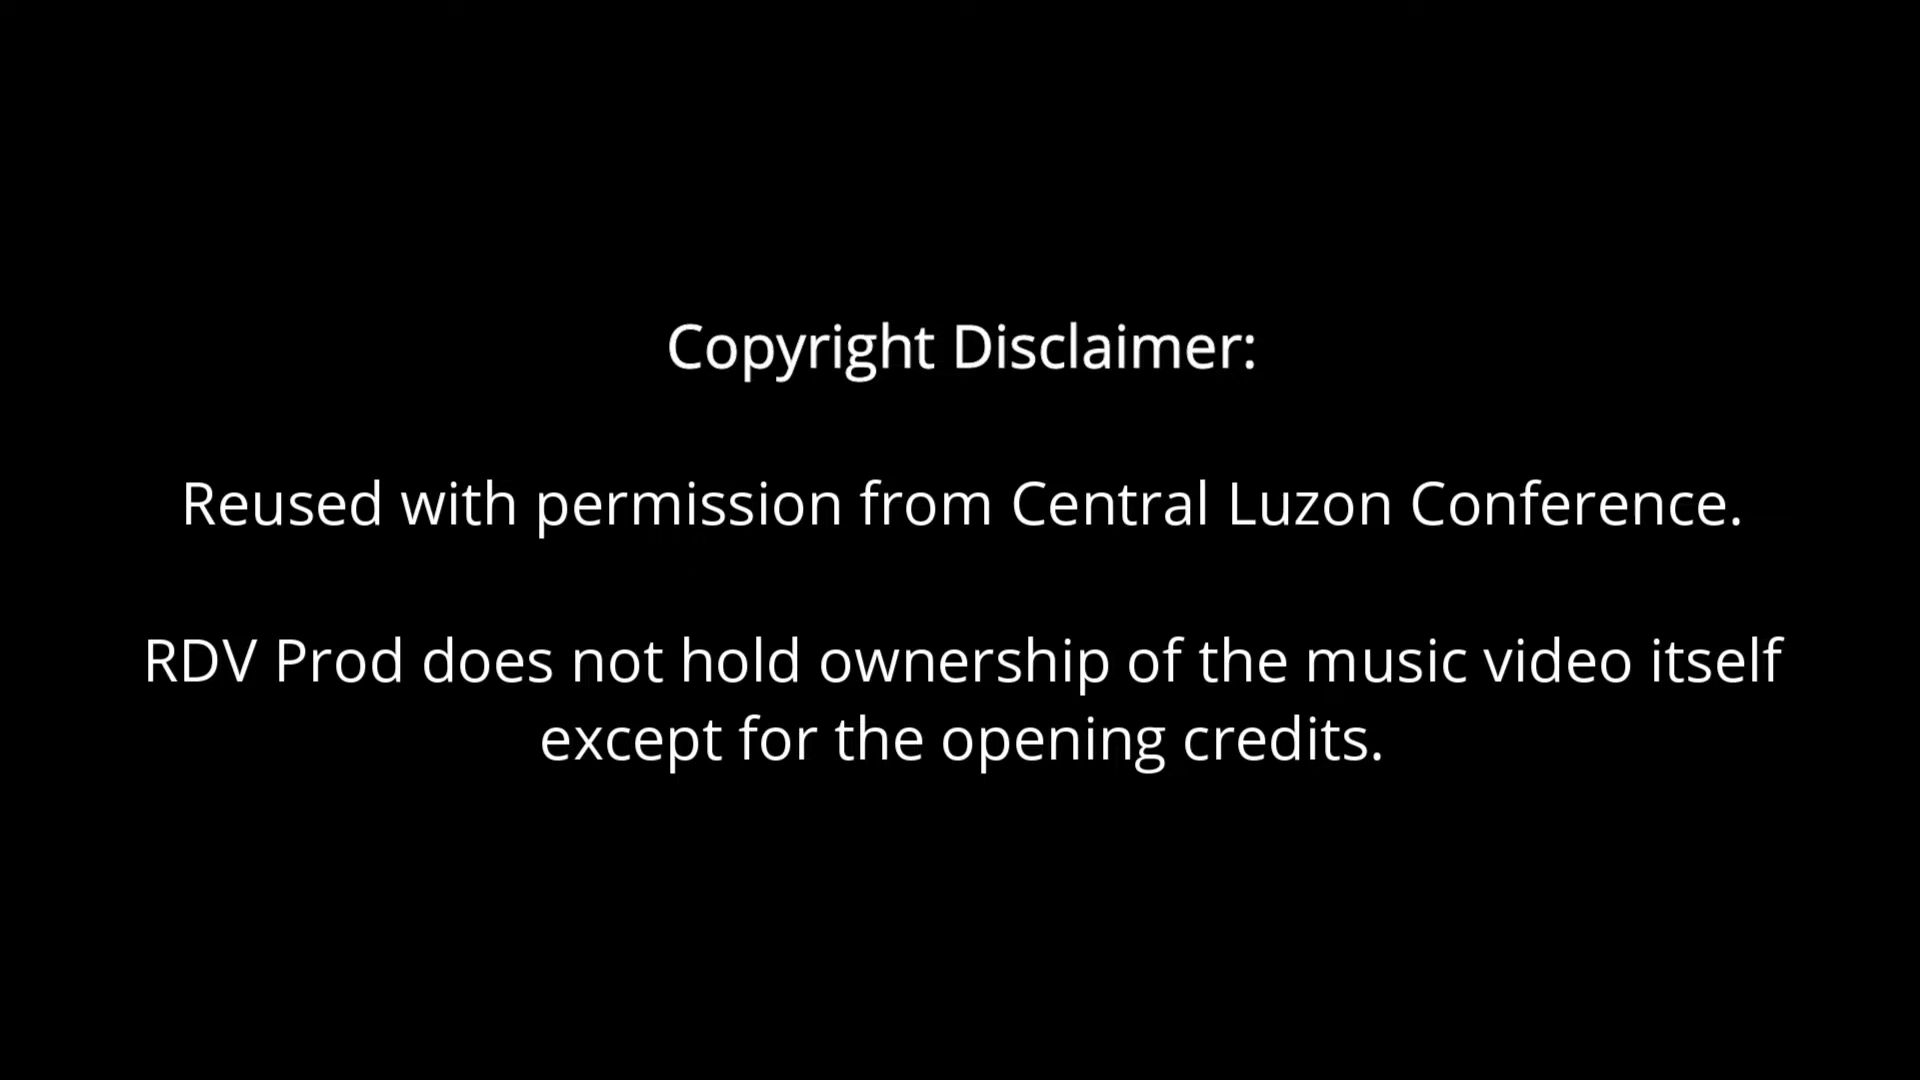 Copyright Disclaimer:
Reused with permission from Central Luzon Conference.
RDV Prod does not hold ownership of the music video itself
except for the opening credits.